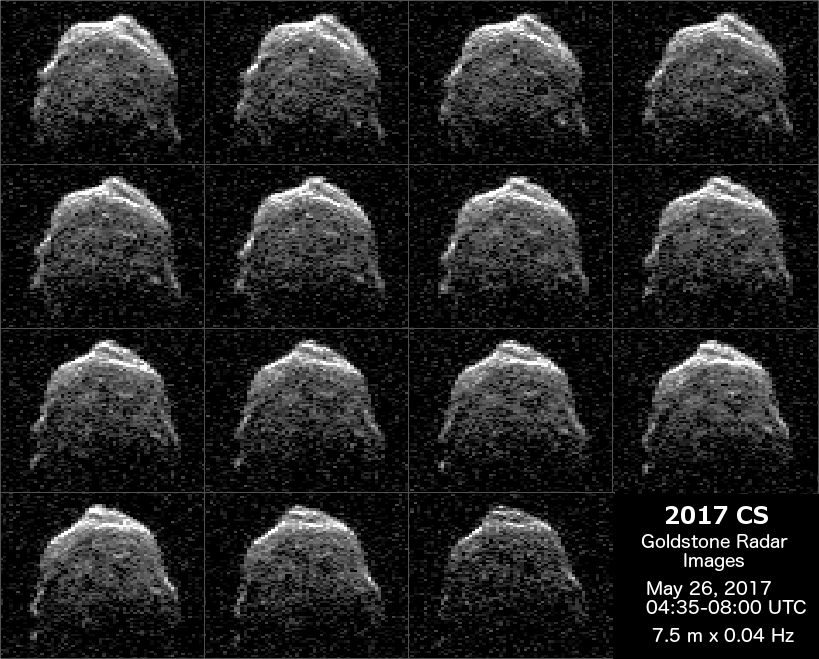 2017 CS
Goldstone Radar
Images
May 26, 2017
04:35-08:00 UTC
7.5 m x 0.04 Hz